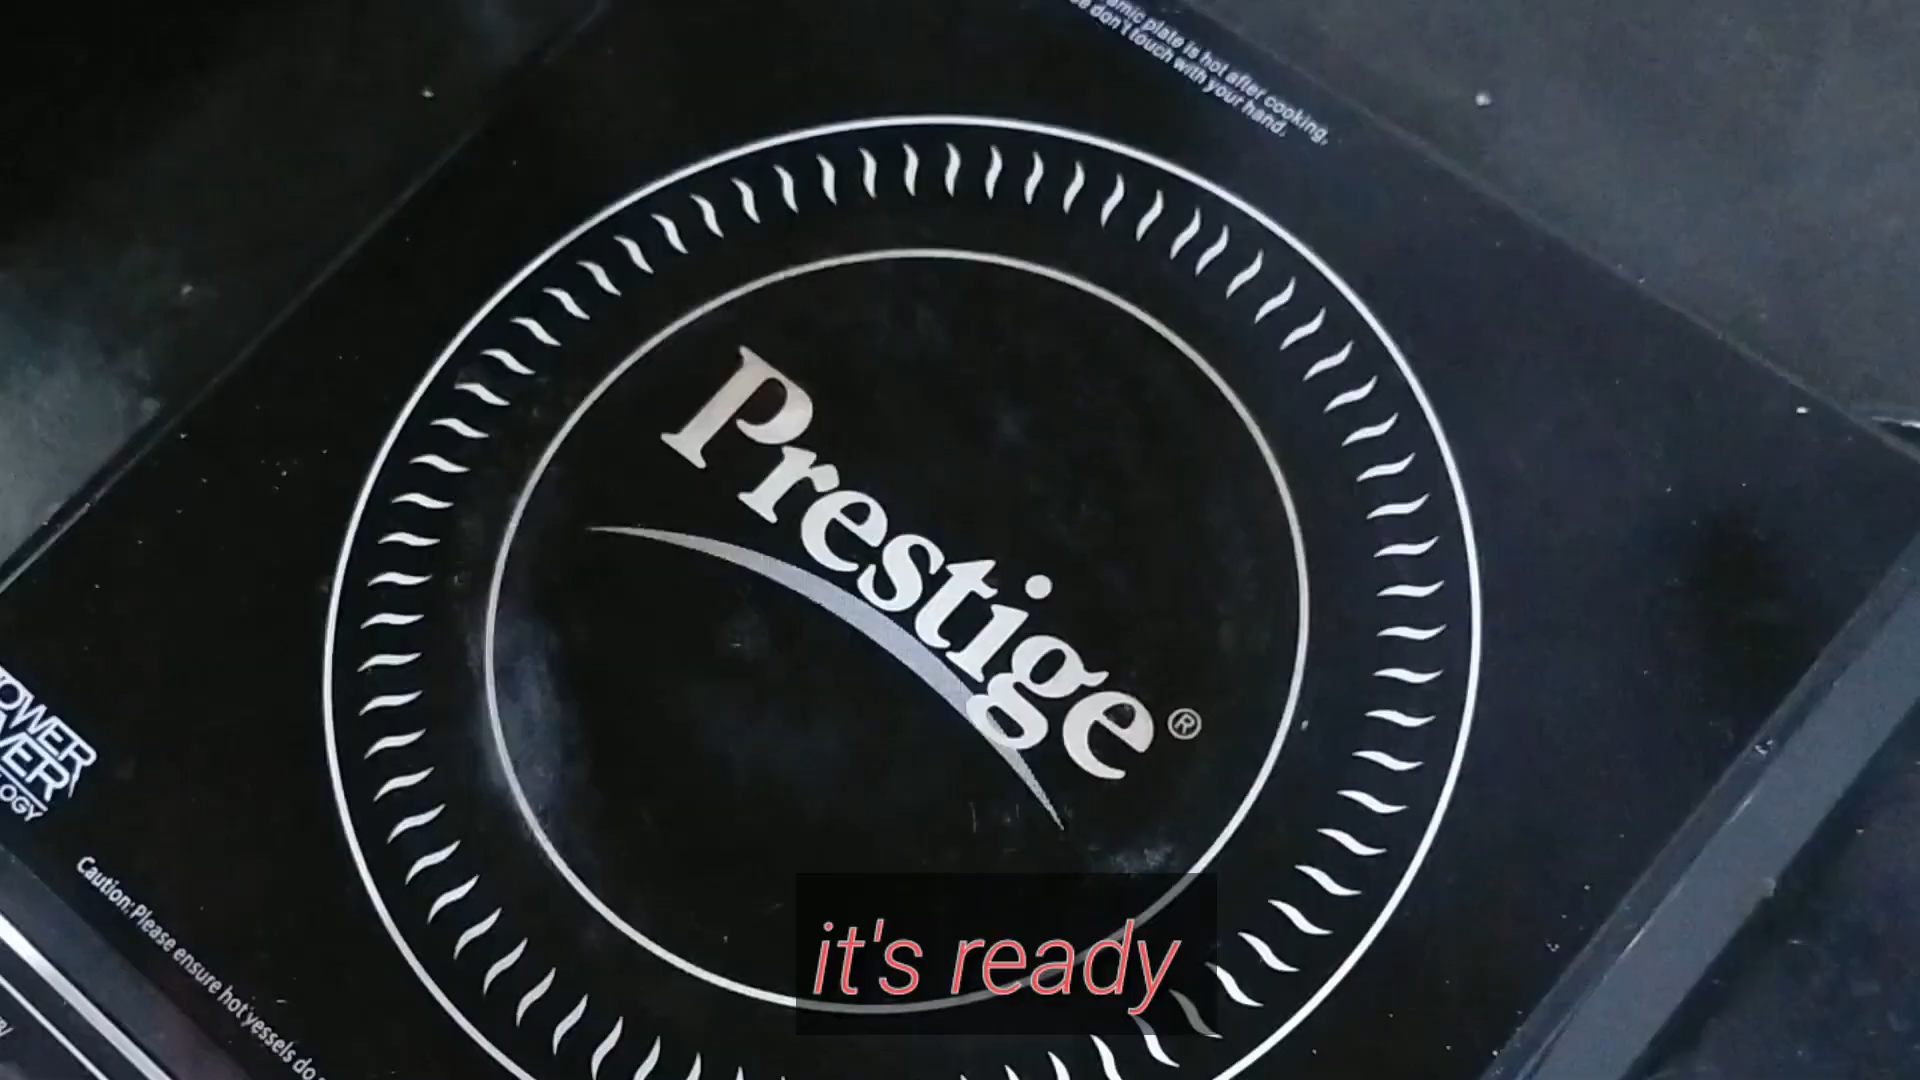 plate is hot after cooking,
don't touch with your hand.
Prestige®
POWER
Caution: Please ensure hot vessels do
it's ready